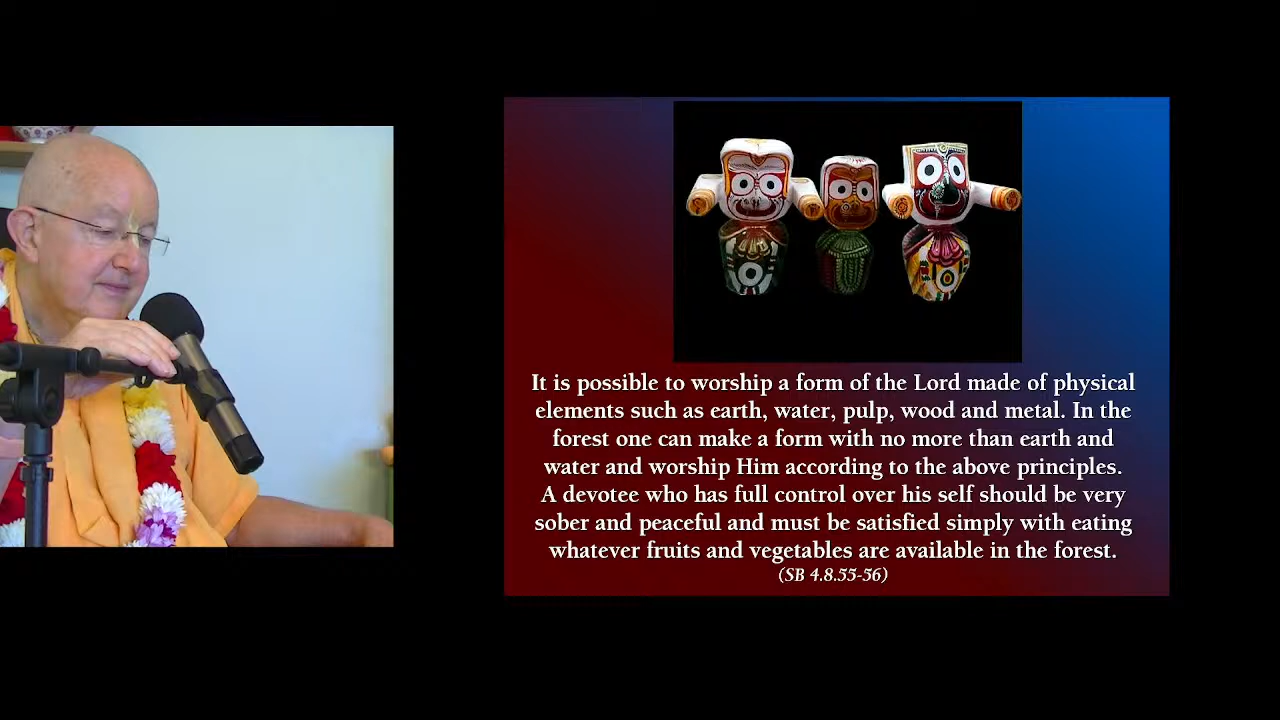 It is possible to worship a form of the Lord made of physical
elements such as earth, water, pulp, wood and metal. In the
forest one can make a form with no more than earth and
water and worship Him according to the above principles.
A devotee who has full control over his self should be very
sober and peaceful and must be satisfied simply with eating
whatever fruits and vegetables are available in the forest.
(SB 4.8.55-56)